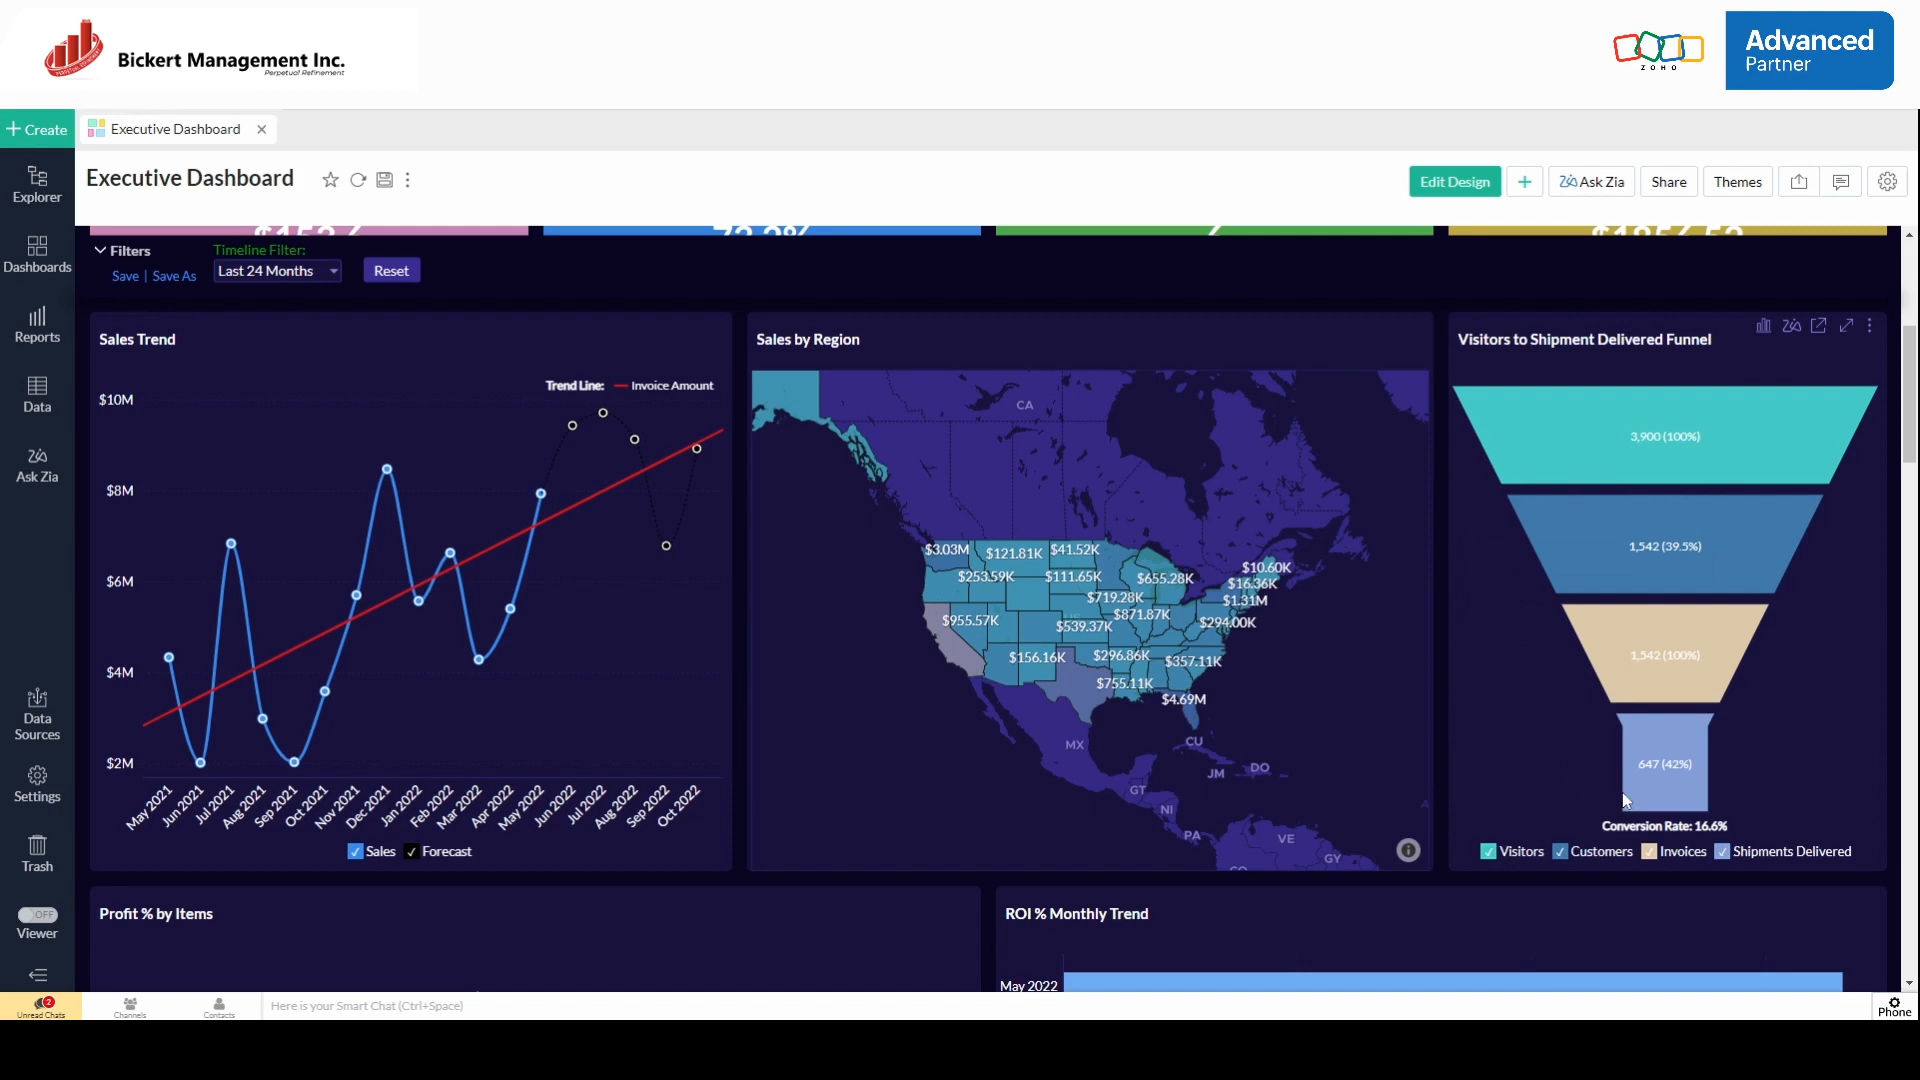 Bickert Management Inc.
Perpetual Refinement
ZOHO
Advanced
Partner
Create
Executive Dashboard
Explorer
Dashboards
Reports
Data
Ask Zia
Data
Sources
Settings
Trash
OFF
Viewer
Executive Dashboard
Edit Design
Ask Zia
Share
Themes
Filters
Save | Save As
Timeline Filter:
Last 24 Months
Reset
Sales Trend
Trend Line: Invoice Amount
$10M
$8M
$6M
$4M
$2M
May 2021
Jun 2021
Jul 2021
Aug 2021
Sep 2021
Oct 2021
Nov 2021
Dec 2021
Jan 2022
Feb 2022
Mar 2022
Apr 2022
May 2022
Jun 2022
Jul 2022
Aug 2022
Sep 2022
Oct 2022
Sales Forecast
Sales by Region
CA
$3.03M
$121.81K
$41.52K
$10.60K
$253.59K
$111.65K
$655.28K
$16.36K
$719.28K
$1.31M
$955.57K
$539.37K
$871.87K
$294.00K
$156.16K
$296.86K
$357.11K
$755.11K
$4.69M
MX
CU
JM
DO
GT
NI
PA
VE
GY
Visitors to Shipment Delivered Funnel
3,900 (100%)
1,542 (39.5%)
1,542 (100%)
647 (42%)
Conversion Rate: 16.6%
Visitors Customers Invoices Shipments Delivered
Profit % by Items
ROI % Monthly Trend
May 2022
2
Unread Chats
Channels
Contacts
Here is your Smart Chat (Ctrl+Space)
Phone